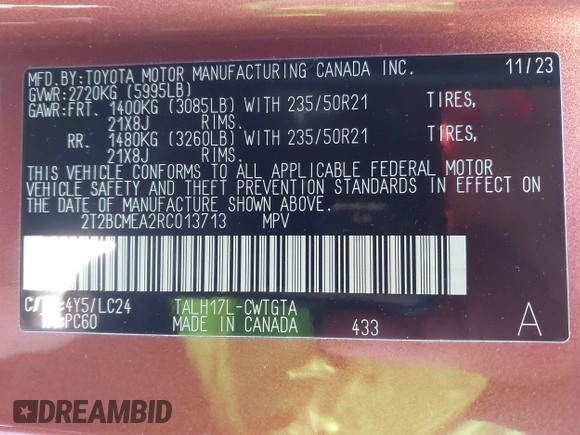 MFD.BY:TOYOTA MOTOR MANUFACTURING CANADA INC. 11/23
GVWR:2720KG (5995LB)
GAWR:FRT. 1400KG (3085LB) WITH 235/50R21 TIRES,
21X8J RIMS.
RR. 1480KG (3260LB) WITH 235/50R21 TIRES,
21X8J RIMS.
THIS VEHICLE CONFORMS TO ALL APPLICABLE FEDERAL MOTOR
VEHICLE SAFETY AND THEFT PREVENTION STANDARDS IN EFFECT ON
THE DATE OF MANUFACTURE SHOWN ABOVE.
2T2BCMEA2RC013713 MPV
4Y5/LC24 TALH17L-CWTGTA
PC60 MADE IN CANADA 433 A
DREAMBID